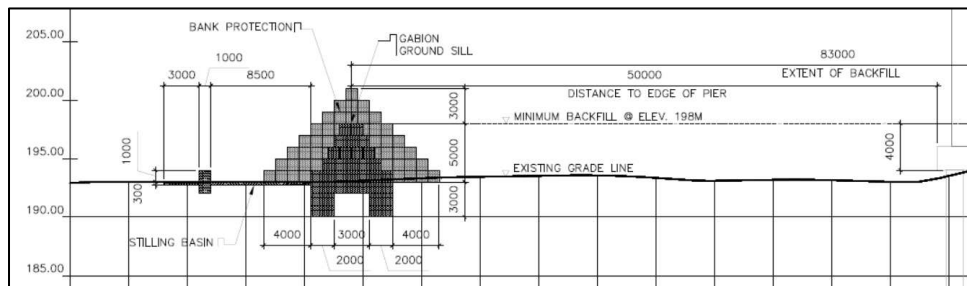 205.00
200.00
195.00
190.00
185.00
BANK PROTECTION
GABION
GROUND SILL
1000
3000
8500
83000
50000
EXTENT OF BACKFILL
DISTANCE TO EDGE OF PIER
3000
MINIMUM BACKFILL @ ELEV. 198M
5000
4000
1000
300
EXISTING GRADE LINE
3000
STILLING BASIN
4000
3000
4000
2000
2000